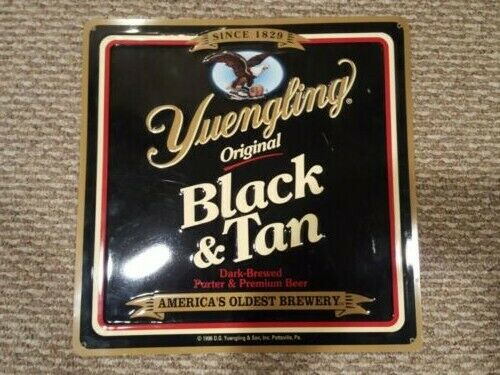 SINCE 1829
Yuengling®
Original
Black
& Tan
Dark-Brewed
Porter & Premium Beer
AMERICA'S OLDEST BREWERY
© 1996 D.G. Yuengling & Son, Inc. Pottsville, Pa.